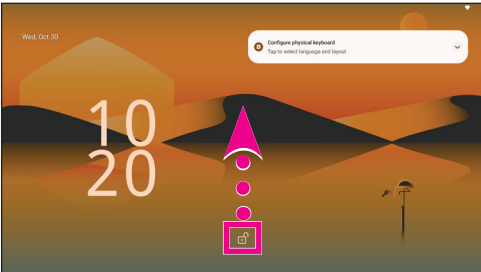 Wed, Oct 30
Configure physical keyboard
Tap to select language and layout
10
20